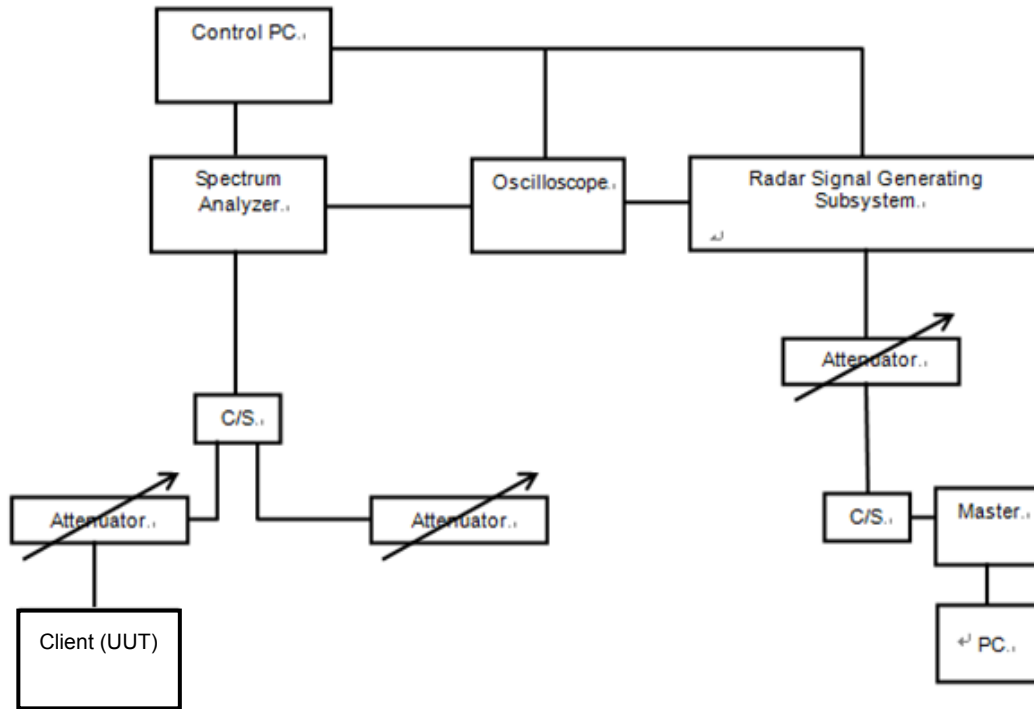 Control PC.
Spectrum
Analyzer.
Oscilloscope.
Radar Signal Generating
Subsystem.
Attenuator.
C/S.
Attenuator.
Attenuator.
C/S.
Master.
Client (UUT)
PC.